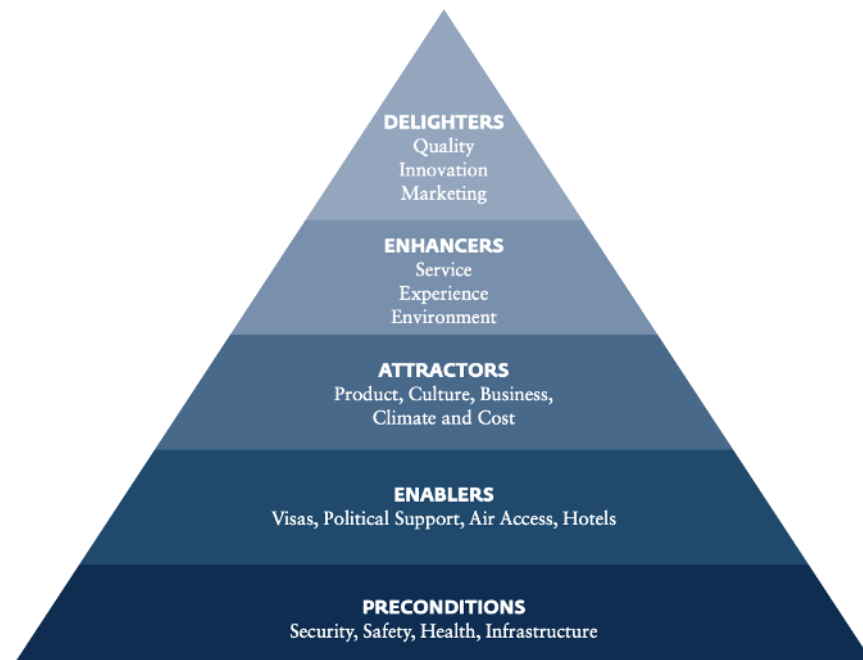 DELIGHTERS
Quality
Innovation
Marketing
ENHANCERS
Service
Experience
Environment
ATTRACTORS
Product, Culture, Business,
Climate and Cost
ENABLERS
Visas, Political Support, Air Access, Hotels
PRECONDITIONS
Security, Safety, Health, Infrastructure